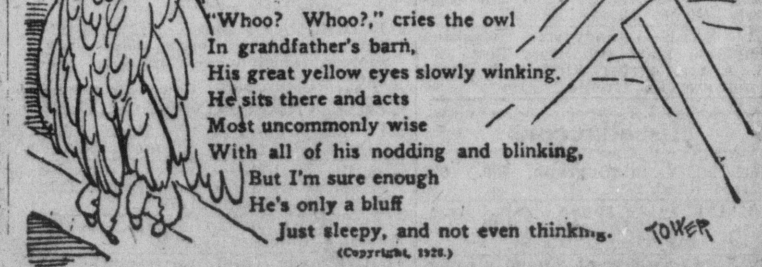 "Whoo? Whoo?," cries the owl
In grandfather's barn,
His great yellow eyes slowly winking.
He sits there and acts
Most uncommonly wise
With all of his nodding and blinking,
But I'm sure enough
He's only a bluff
Just sleepy, and not even thinking.
TOWER
(Copyright, 1928.)